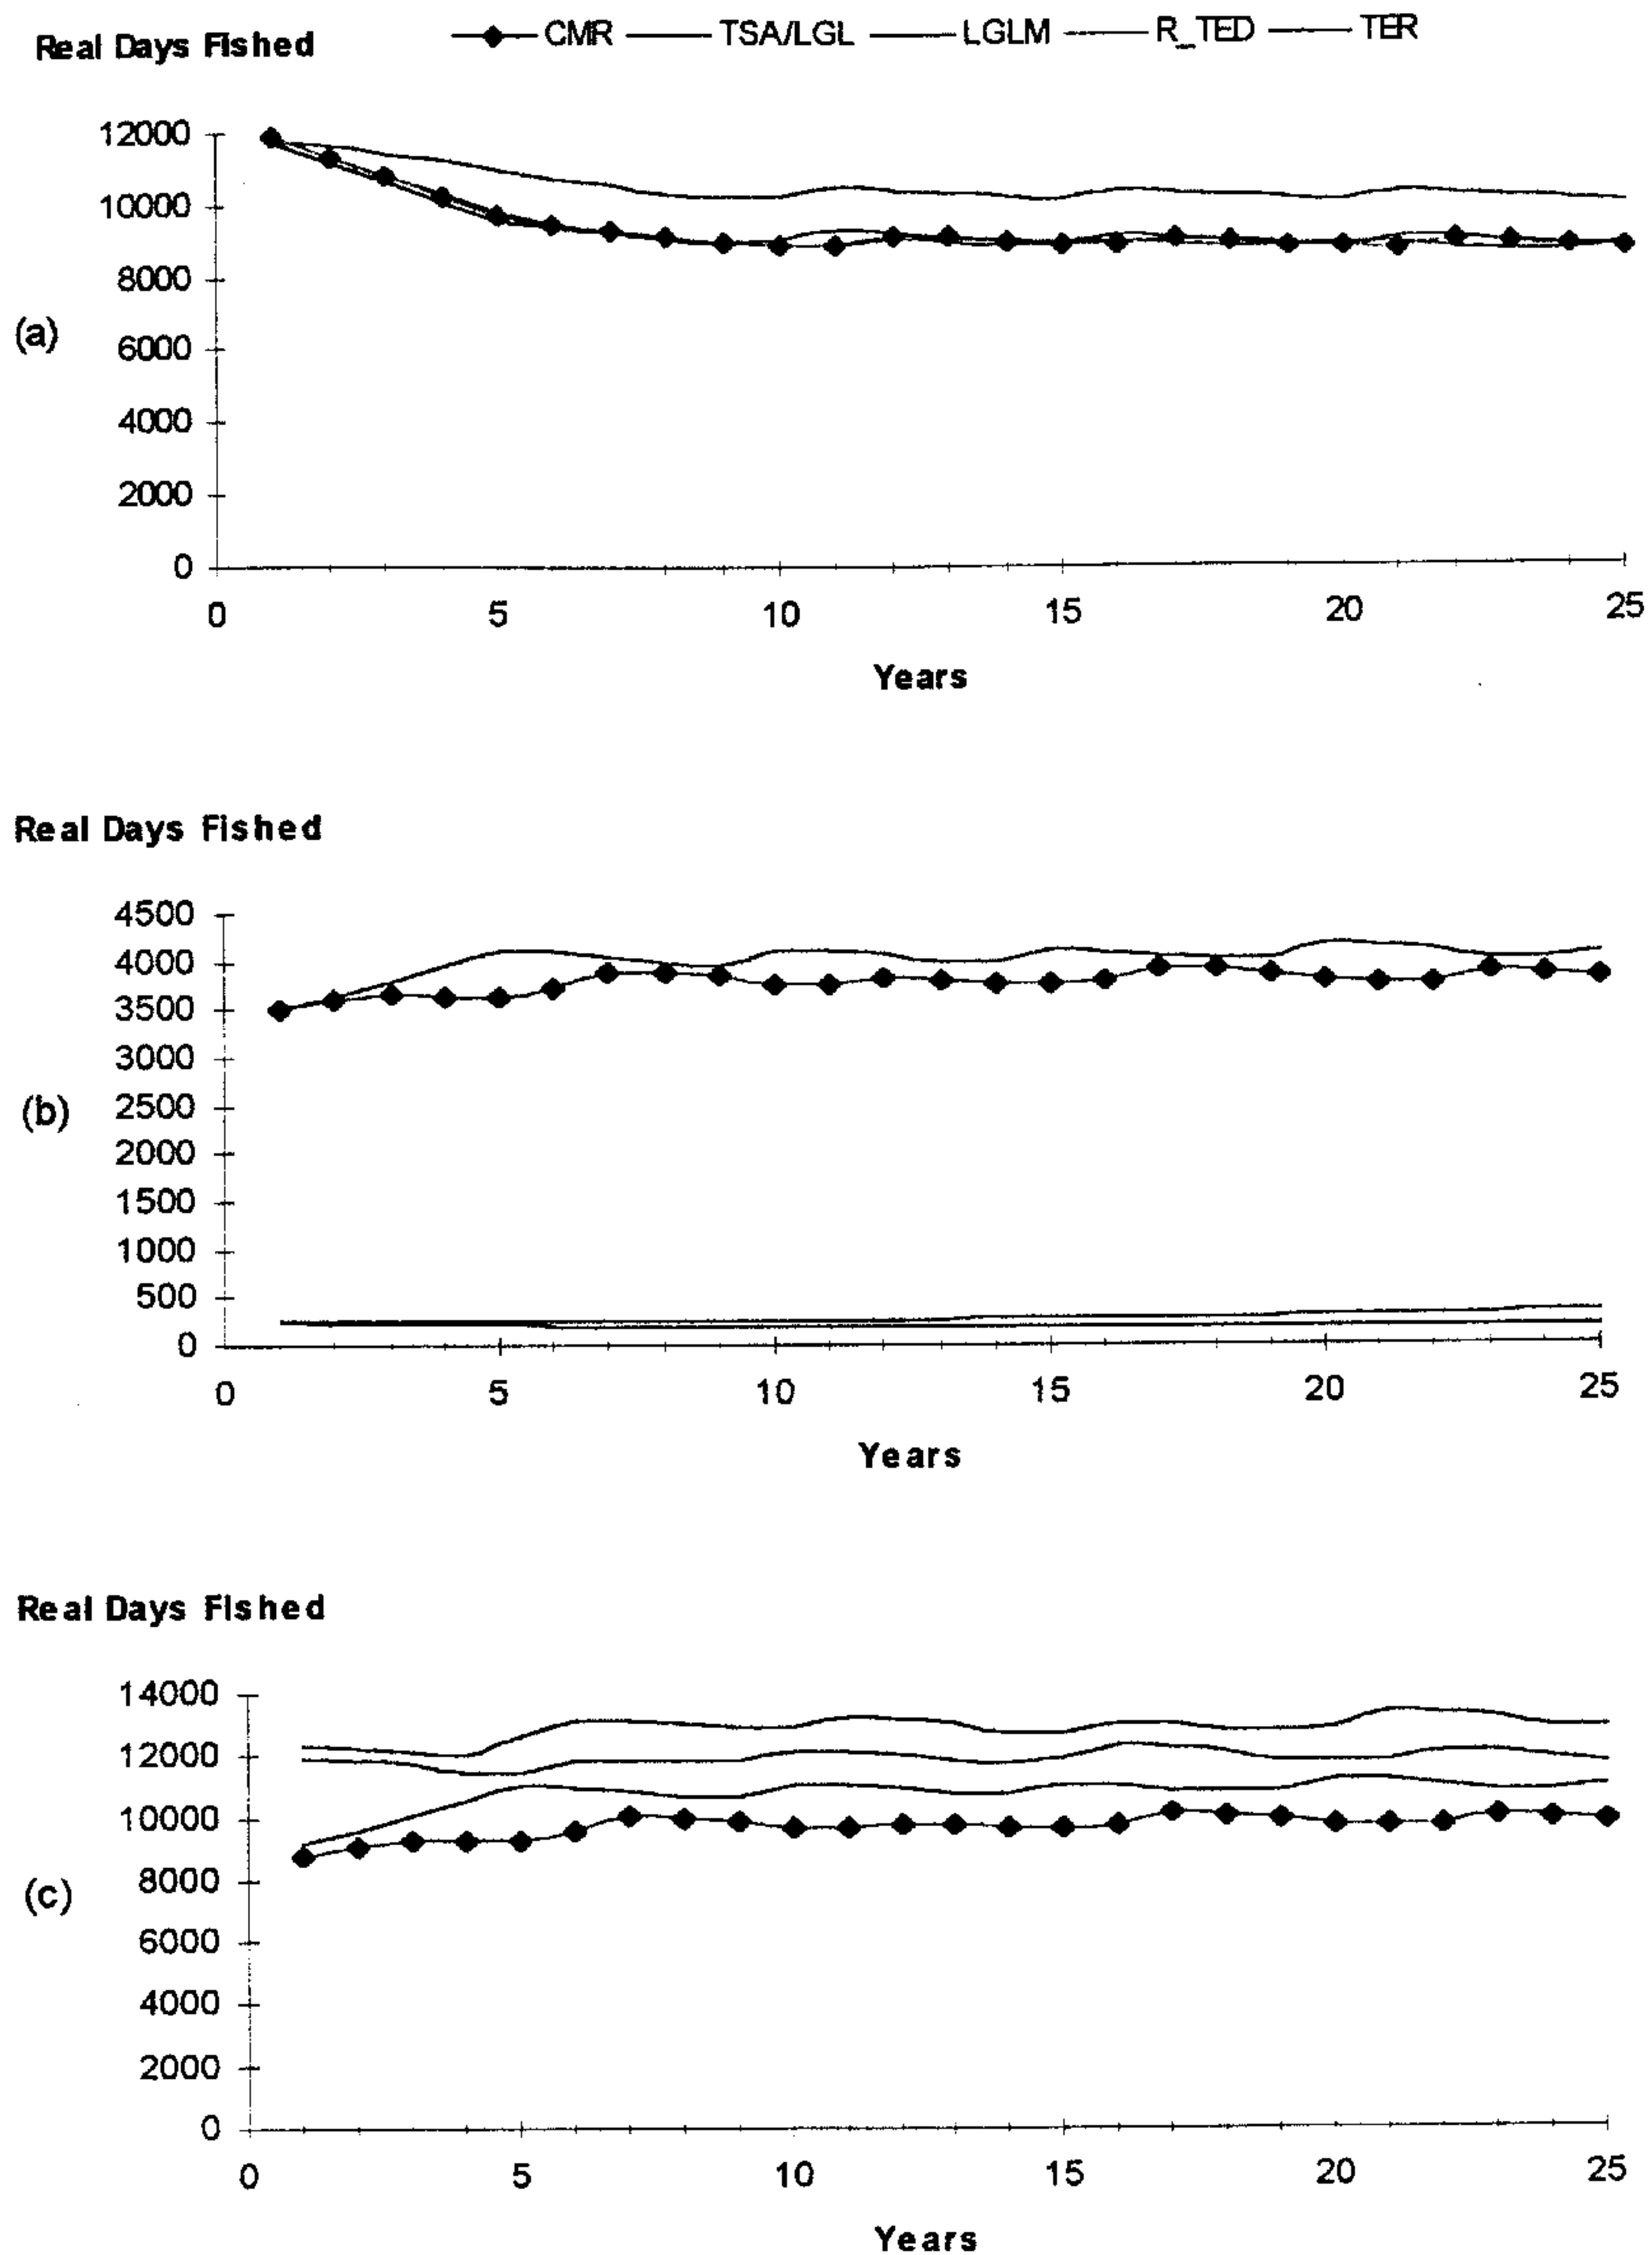 Real Days Fished
CMR TSA/LGL LGLM R_TED TER
12000
10000
8000
(a)
6000
4000
2000
0
0 5 10 15 20 25
Years
Real Days Fished
4500
4000
3500
3000
(b) 2500
2000
1500
1000
500
0
0 5 10 15 20 25
Years
Real Days Fished
14000
12000
10000
8000
(c)
6000
4000
2000
0
0 5 10 15 20 25
Years